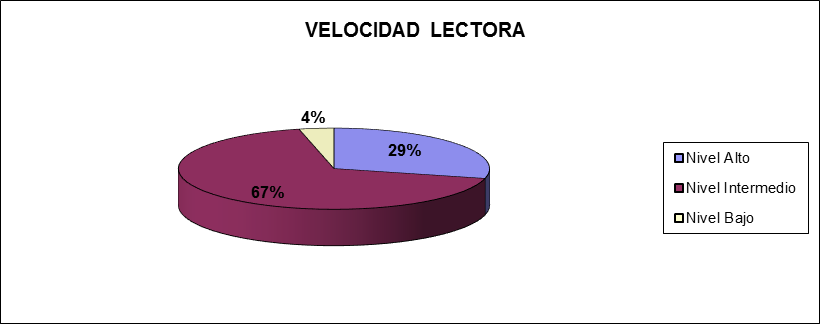 VELOCIDAD LECTORA
4%
29%
67%
Nivel Alto
Nivel Intermedio
Nivel Bajo